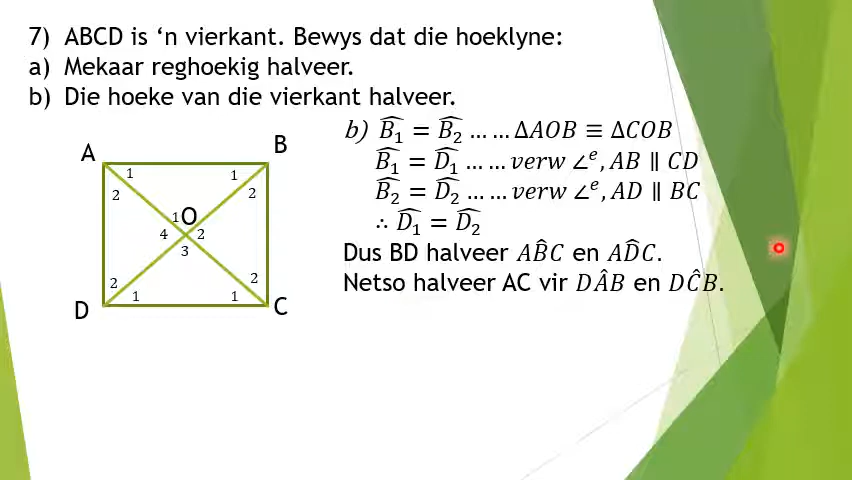 7) ABCD is ‘n vierkant. Bewys dat die hoeklyne:
a) Mekaar reghoekig halveer.
b) Die hoeke van die vierkant halveer.
b) B̂₁ = B̂₂ ... ... ΔAOB ≡ ΔCOB
B̂₁ = D̂₁ ... ... verw ∠ᵉ, AB ∥ CD
B̂₂ = D̂₂ ... ... verw ∠ᵉ, AD ∥ BC
∴ D̂₁ = D̂₂
Dus BD halveer AB̂C en AD̂C.
Netso halveer AC vir DÂB en DĈB.
A B
1 1
2 2
1 O
4 2
3
2 2
D 1 1 C